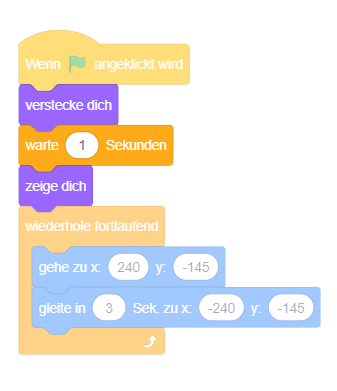 Wenn angeklickt wird
verstecke dich
warte 1 Sekunden
zeige dich
wiederhole fortlaufend
gehe zu x: 240 y: -145
gleite in 3 Sek. zu x: -240 y: -145